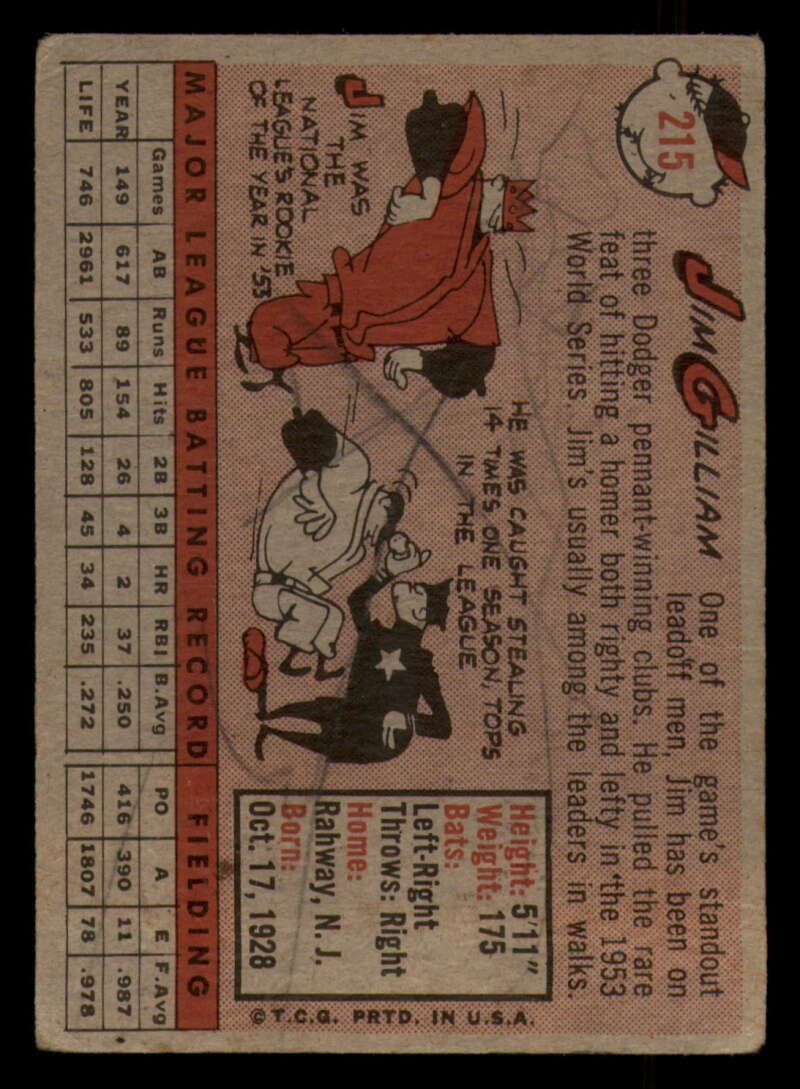 215
JIM GILLIAM
One of the game's standout
leadoff men, Jim has been on
three Dodger pennant-winning clubs. He pulled the rare
feat of hitting a homer both righty and lefty in the 1953
World Series. Jim's usually among the leaders in walks.
JIM WAS
THE
NATIONAL
LEAGUE'S ROOKIE
OF THE YEAR IN '53
HE WAS CAUGHT STEALING
14 TIMES ONE SEASON, TOPS
IN THE LEAGUE
Height: 5'11"
Weight: 175
Bats:
Left-Right
Throws: Right
Home:
Rahway, N. J.
Born:
Oct. 17, 1928
© T.C.G. PRTD. IN U.S.A.
MAJOR LEAGUE BATTING RECORD FIELDING
Games AB Runs Hits 2B 3B HR RBI B.Avg PO A E F.Avg
YEAR 149 617 89 154 26 4 2 37 .250 416 390 11 .987
LIFE 746 2961 533 805 128 45 34 235 .272 1746 1807 78 .978